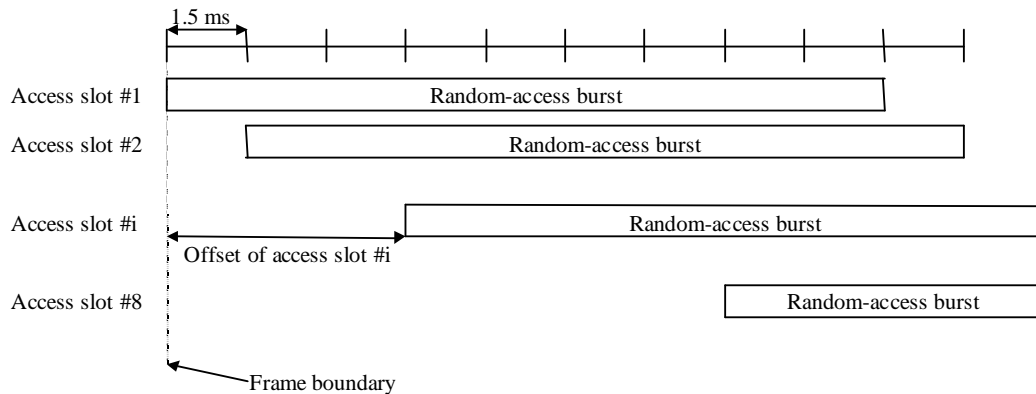 1.5 ms
Access slot #1
Random-access burst
Access slot #2
Random-access burst
Access slot #i
Random-access burst
Offset of access slot #i
Access slot #8
Random-access burst
Frame boundary